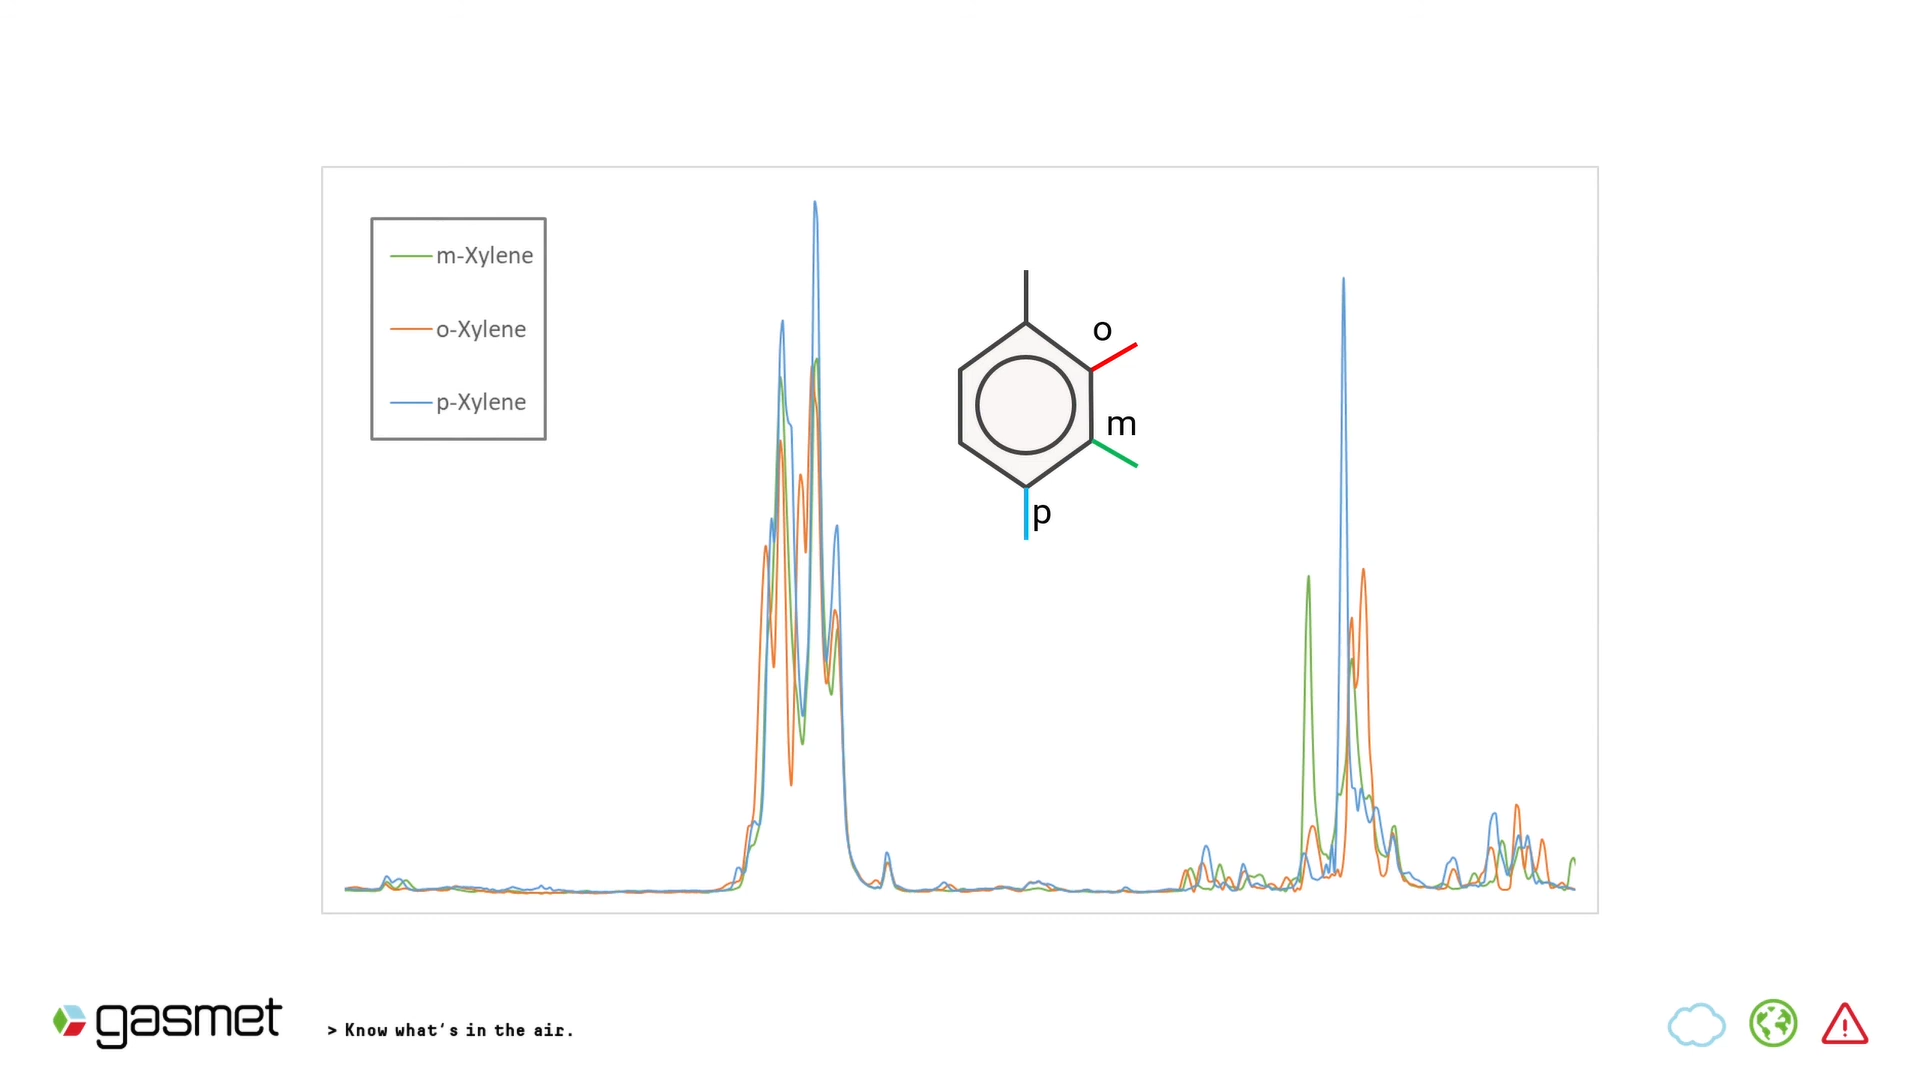 m-Xylene
o-Xylene
p-Xylene
o
m
p
gasmet
> Know what's in the air.
!